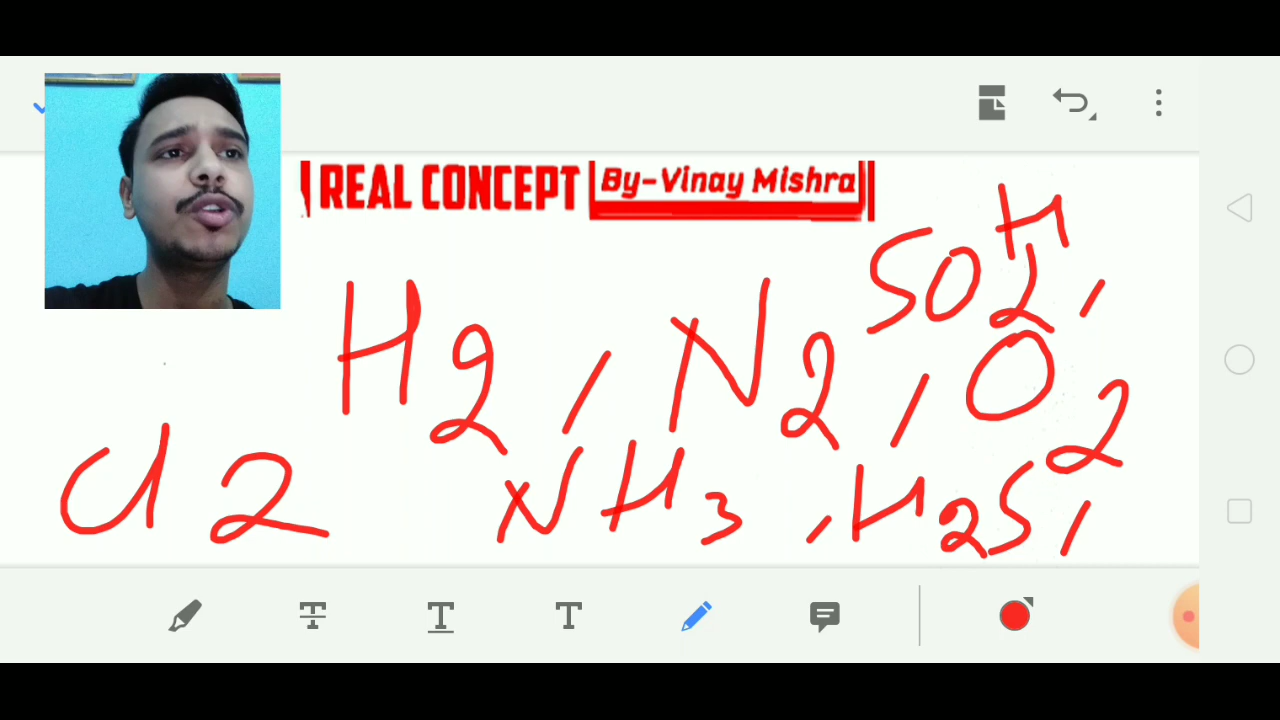 REAL CONCEPT By-Vinay Mishra
SO2,
H
H2, N2, O2
Cl2 NH3, H2S,